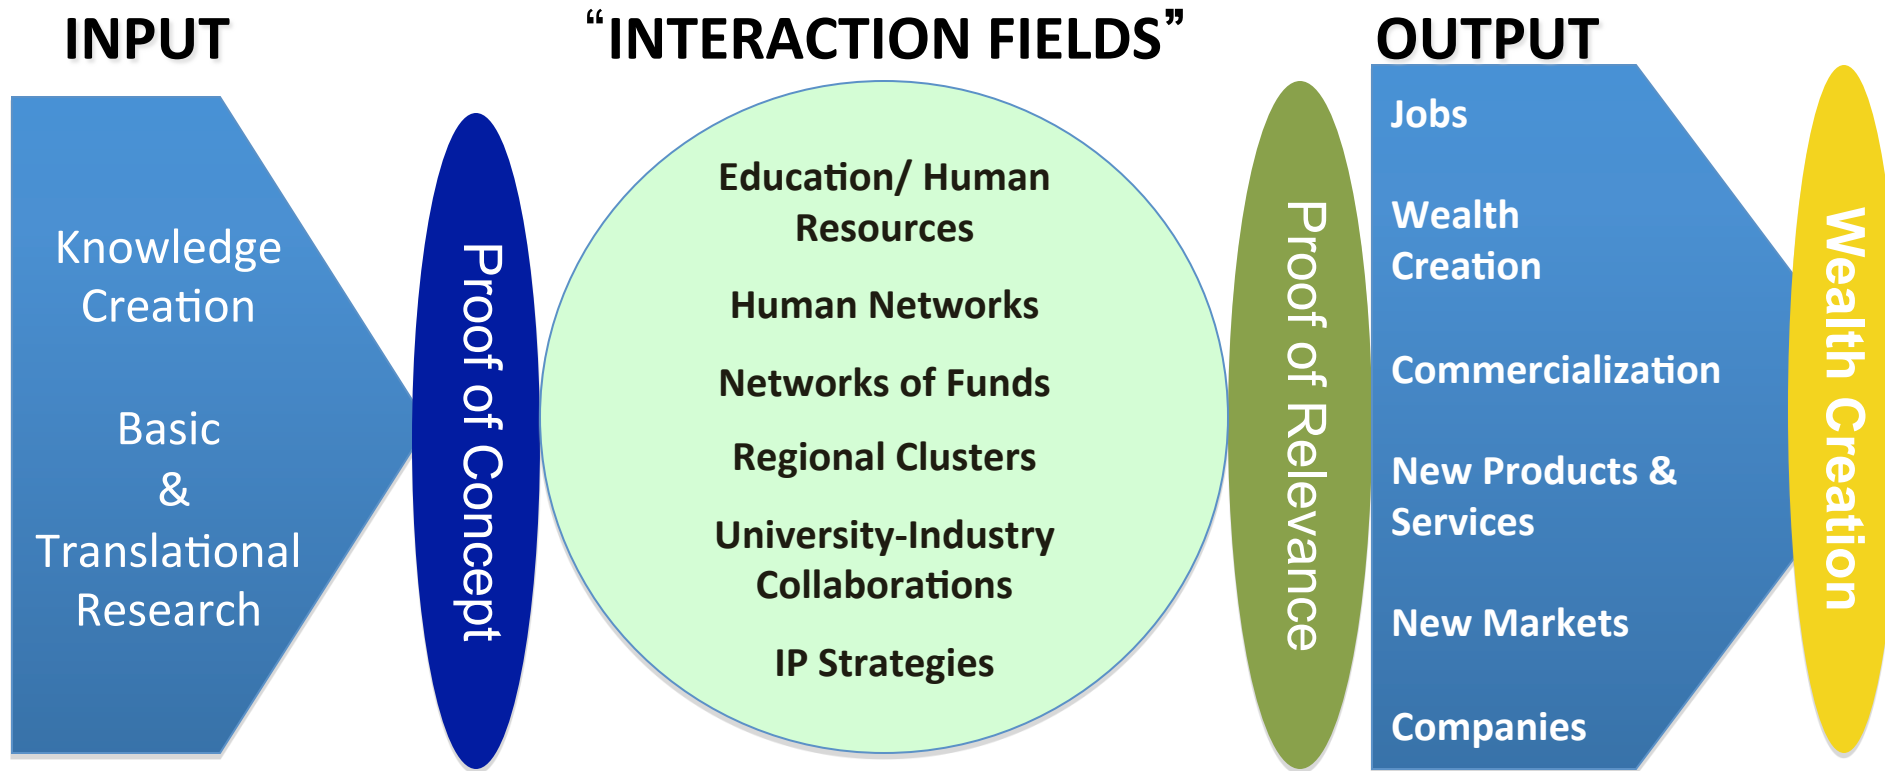 INPUT
Knowledge
Creation
Basic
&
Translational
Research
Proof of Concept
“INTERACTION FIELDS”
Education/ Human
Resources
Human Networks
Networks of Funds
Regional Clusters
University-Industry
Collaborations
IP Strategies
Proof of Relevance
OUTPUT
Jobs
Wealth
Creation
Commercialization
New Products &
Services
New Markets
Companies
Wealth Creation